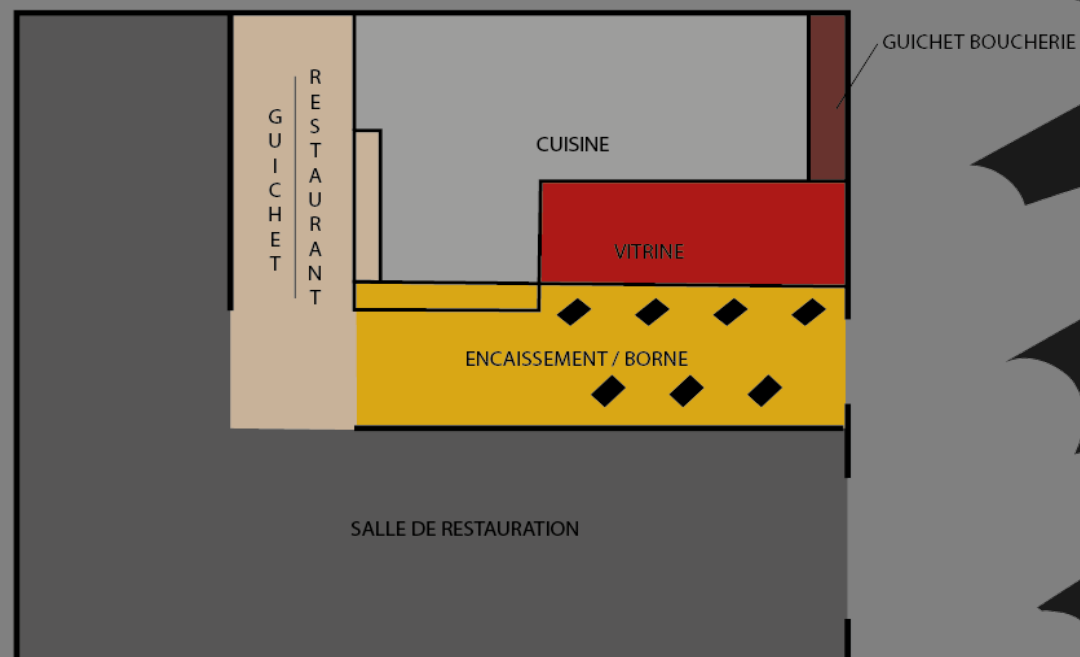 GUICHET BOUCHERIE
GUICHET
RESTAURANT
CUISINE
VITRINE
ENCAISSEMENT / BORNE
SALLE DE RESTAURATION